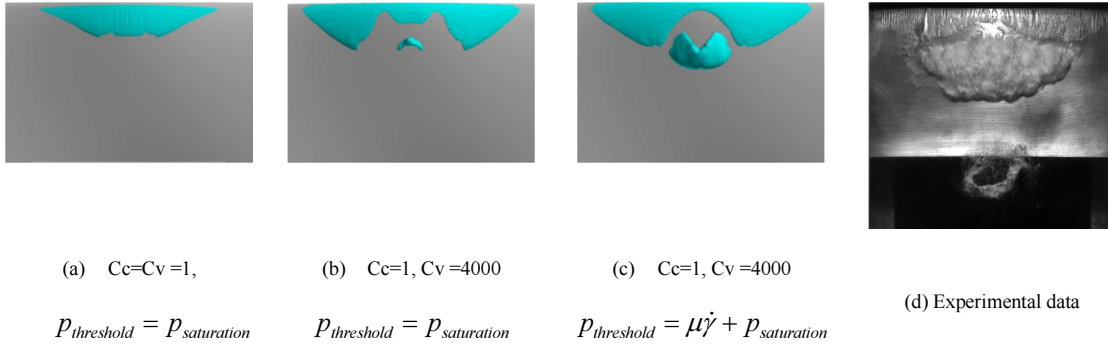 (a) Cc=Cv =1,
(b) Cc=1, Cv =4000
(c) Cc=1, Cv =4000
(d) Experimental data
p_threshold = p_saturation
p_threshold = p_saturation
p_threshold = μγ̇ + p_saturation